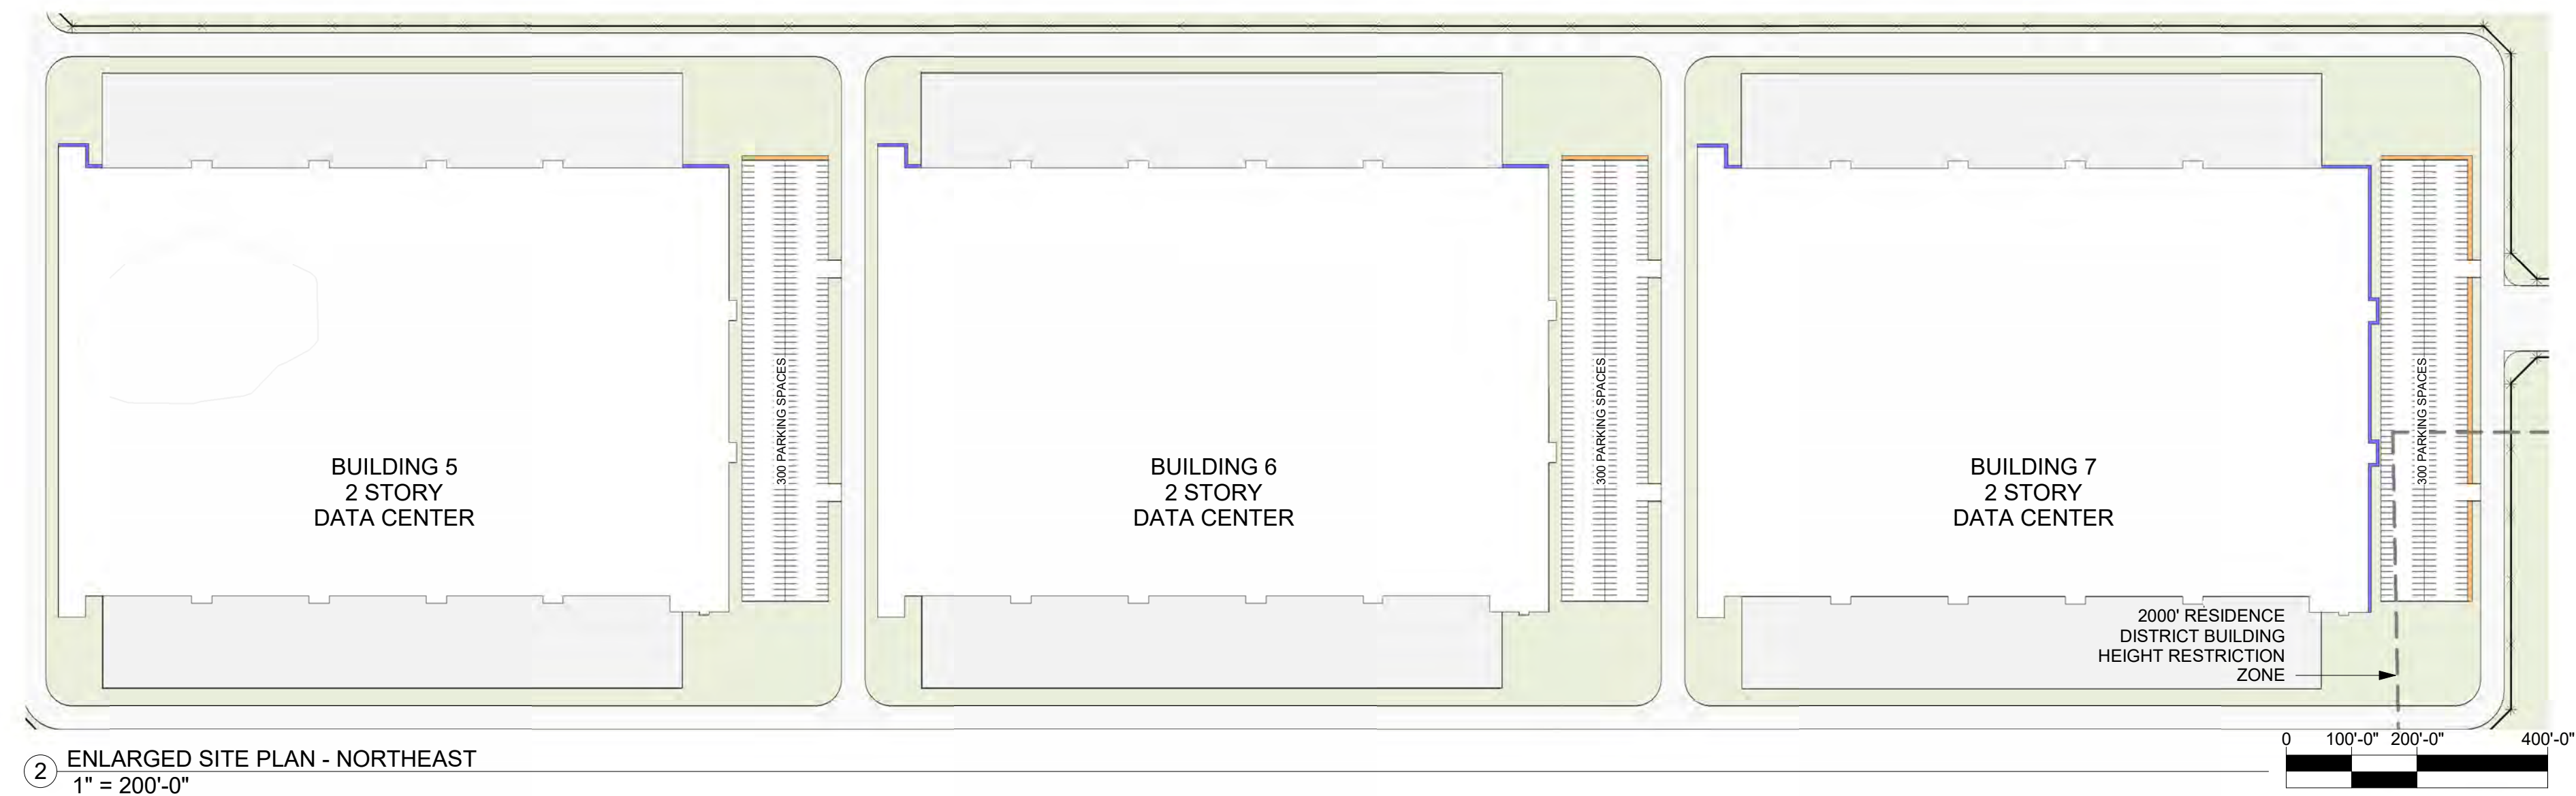 BUILDING 5
2 STORY
DATA CENTER
300 PARKING SPACES
BUILDING 6
2 STORY
DATA CENTER
300 PARKING SPACES
BUILDING 7
2 STORY
DATA CENTER
300 PARKING SPACES
2000' RESIDENCE
DISTRICT BUILDING
HEIGHT RESTRICTION
ZONE
2 ENLARGED SITE PLAN - NORTHEAST
1" = 200'-0"
0 100'-0" 200'-0" 400'-0"